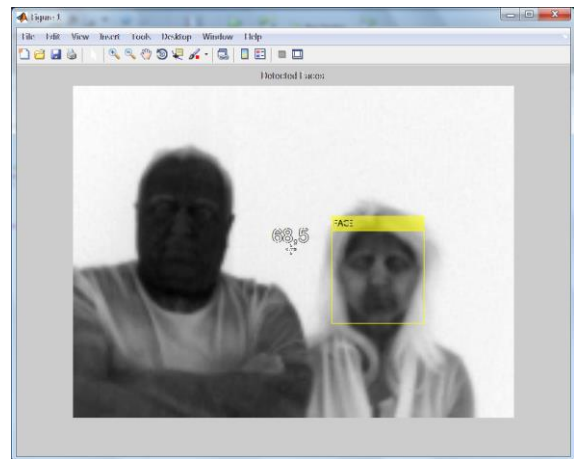 Figure 1
File Edit View Insert Tools Desktop Window Help
Detected Faces
68.5
FACE